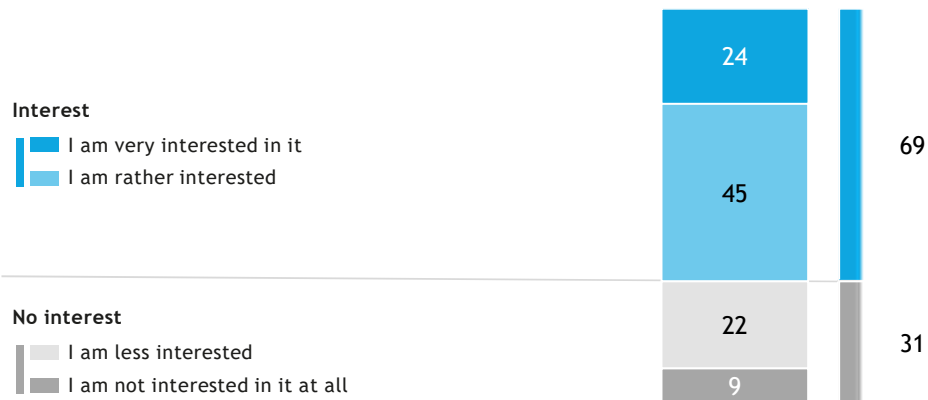 24
Interest
I am very interested in it
69
I am rather interested
45
No interest
22
31
I am less interested
I am not interested in it at all
9